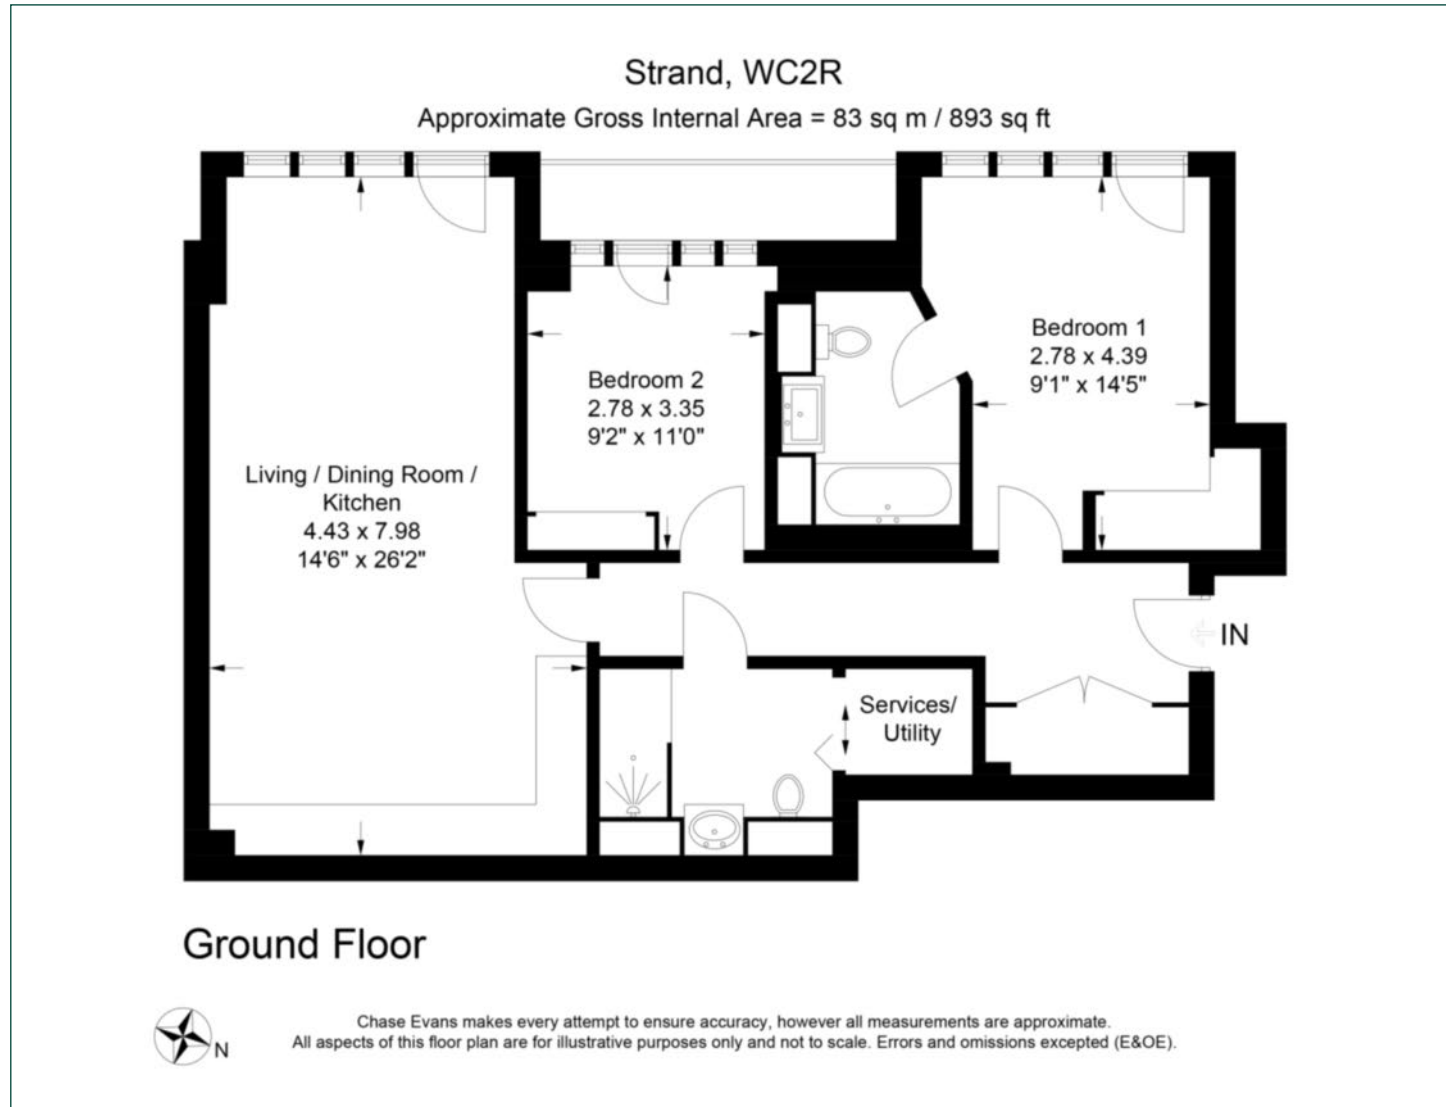 Strand, WC2R
Approximate Gross Internal Area = 83 sq m / 893 sq ft
Bedroom 1
2.78 x 4.39
9'1" x 14'5"
Bedroom 2
2.78 x 3.35
9'2" x 11'0"
Living / Dining Room /
Kitchen
4.43 x 7.98
14'6" x 26'2"
IN
Services/
Utility
Ground Floor
N
Chase Evans makes every attempt to ensure accuracy, however all measurements are approximate.
All aspects of this floor plan are for illustrative purposes only and not to scale. Errors and omissions excepted (E&OE).